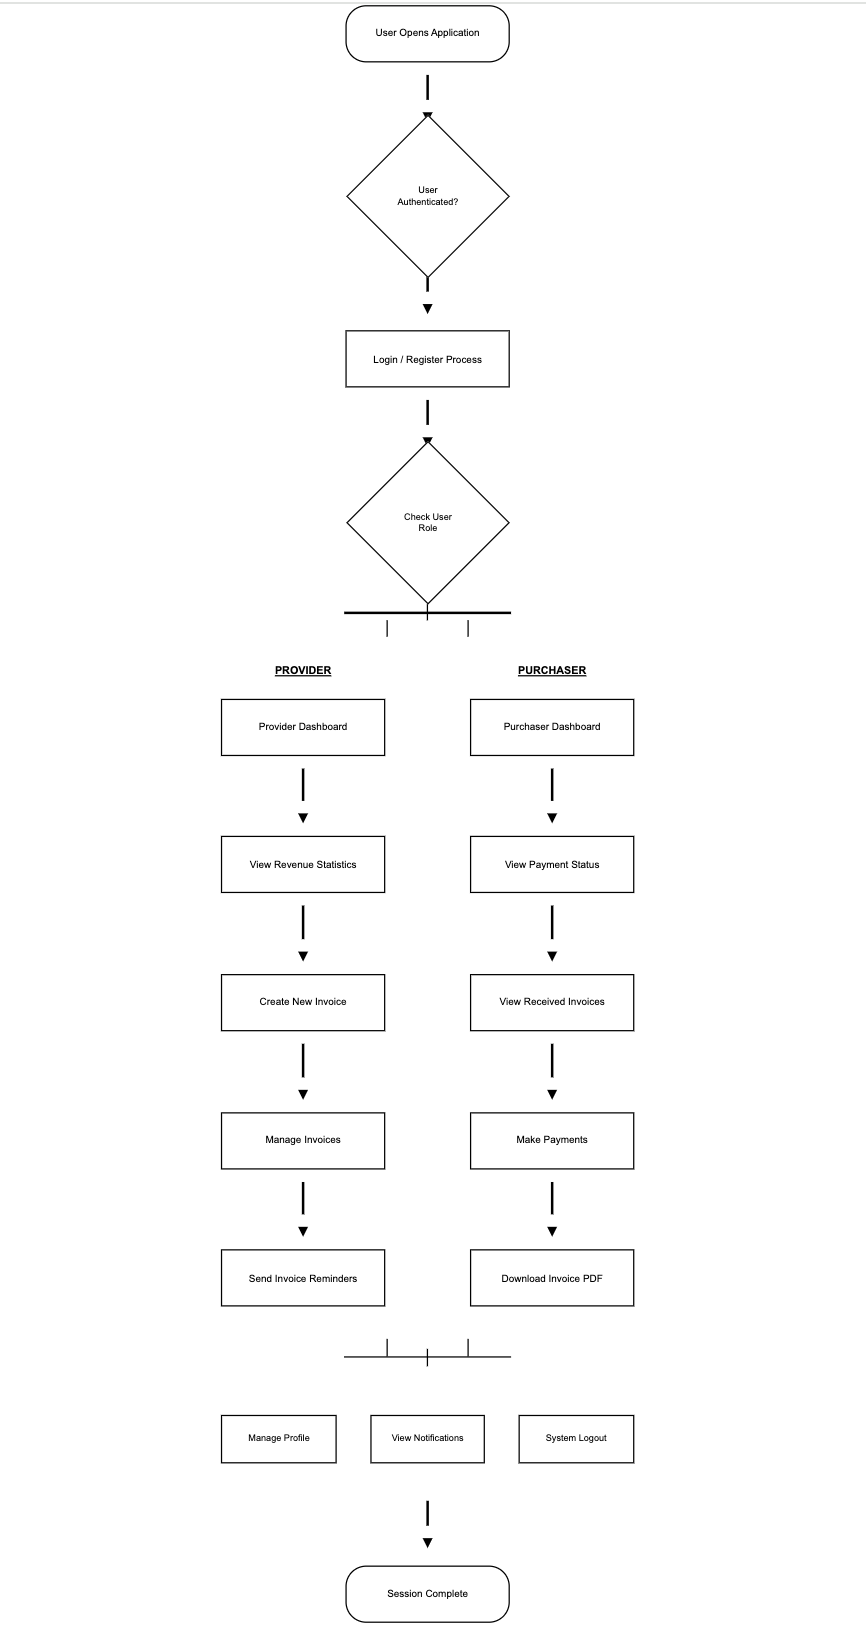 User Opens Application
User
Authenticated?
Login / Register Process
Check User
Role
PROVIDER
PURCHASER
Provider Dashboard
Purchaser Dashboard
View Revenue Statistics
View Payment Status
Create New Invoice
View Received Invoices
Manage Invoices
Make Payments
Send Invoice Reminders
Download Invoice PDF
Manage Profile
View Notifications
System Logout
Session Complete